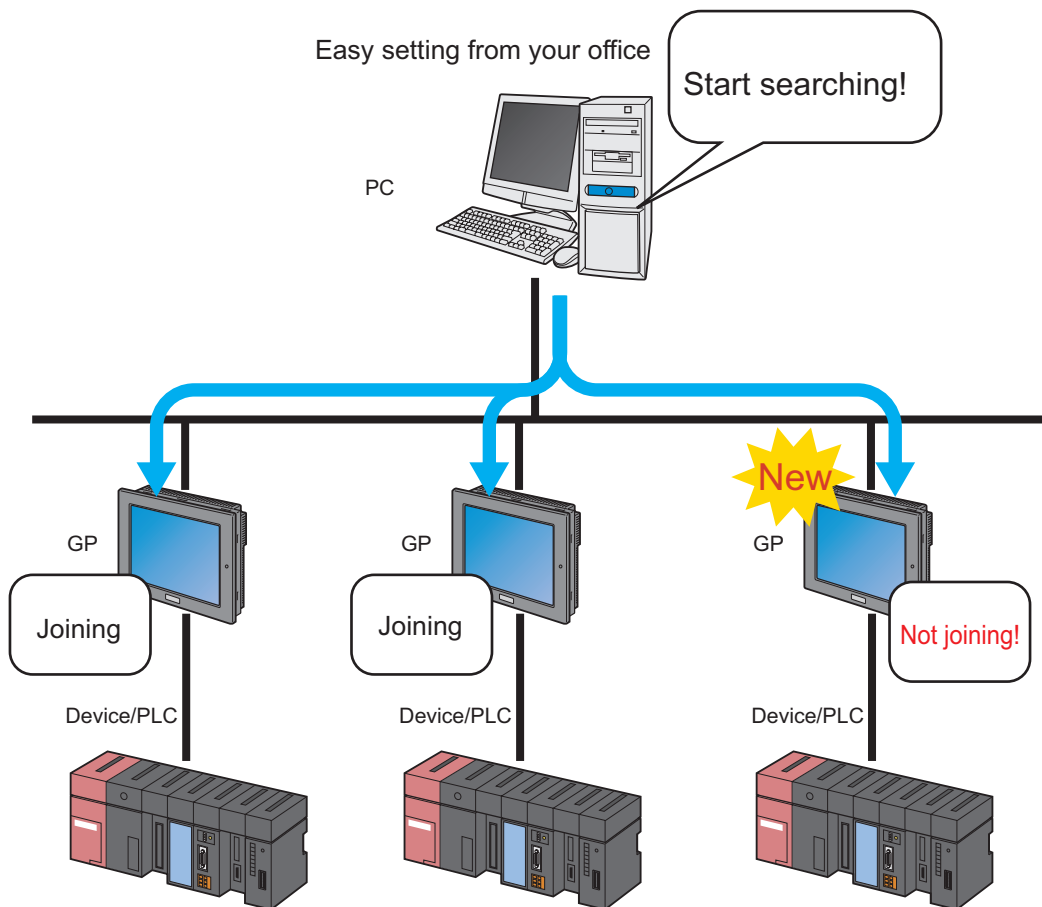 Easy setting from your office
Start searching!
PC
New
GP
GP
GP
Joining
Joining
Not joining!
Device/PLC
Device/PLC
Device/PLC